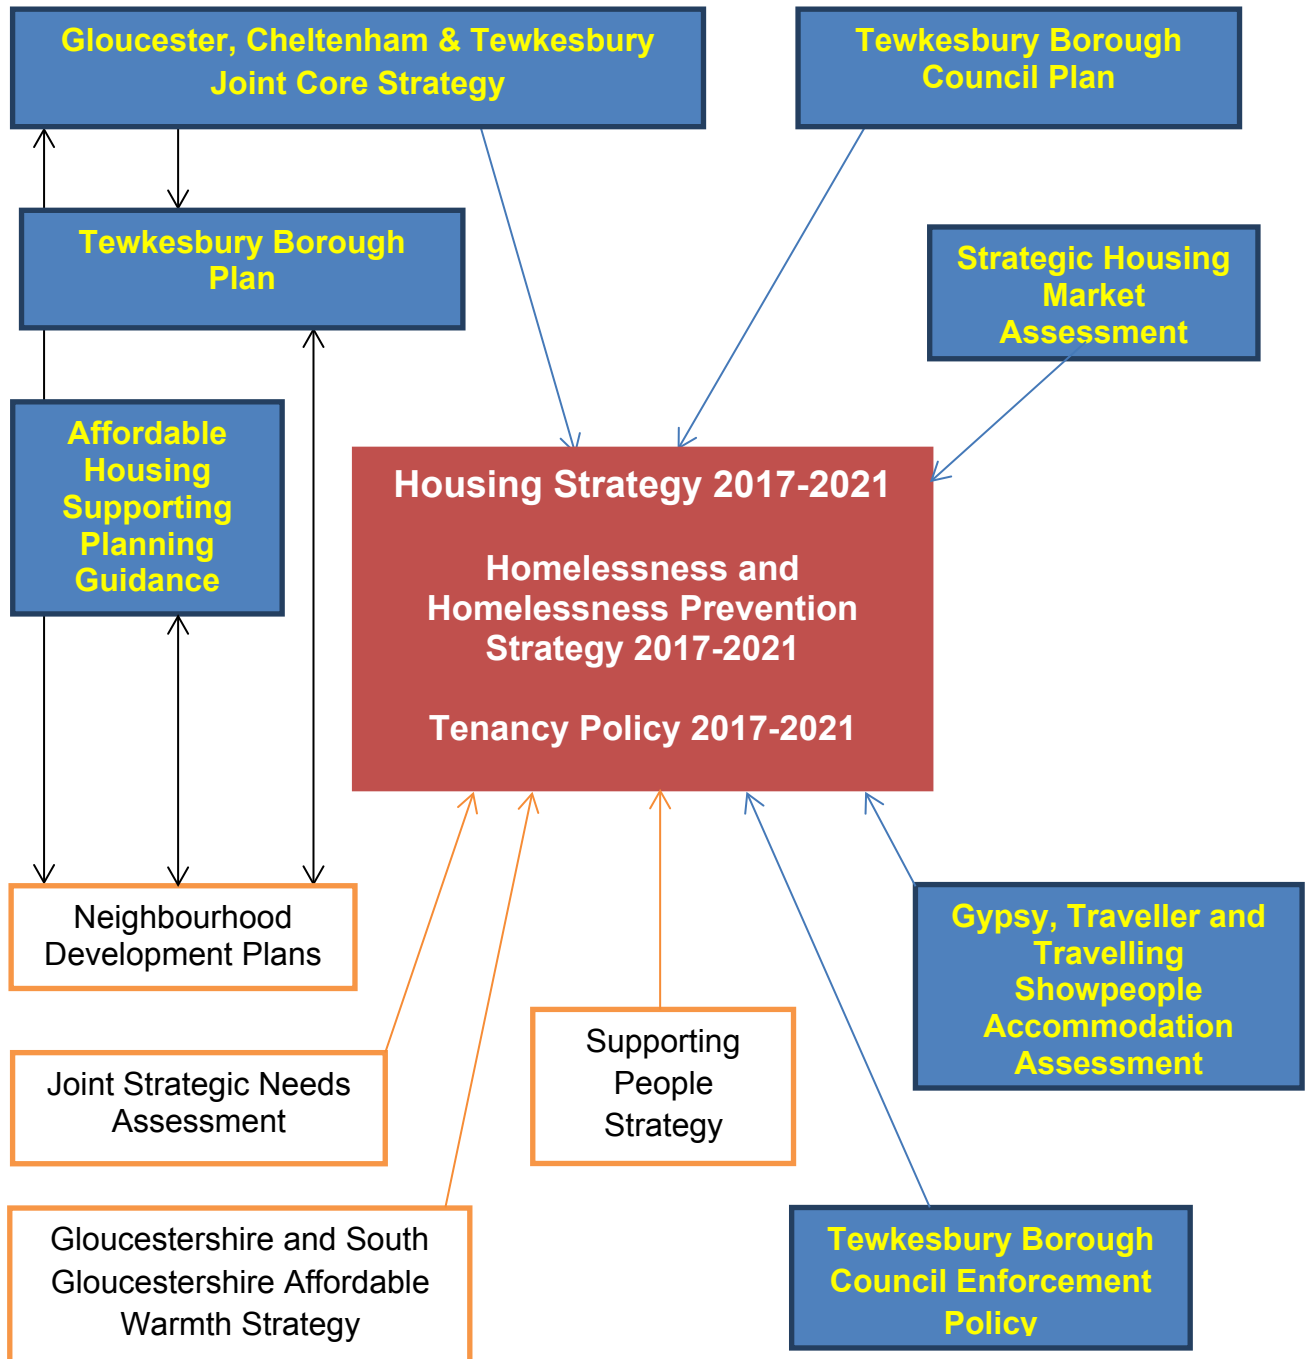 Gloucester, Cheltenham & Tewkesbury
Joint Core Strategy
Tewkesbury Borough
Council Plan
Tewkesbury Borough
Plan
Strategic Housing
Market
Assessment
Affordable
Housing
Supporting
Planning
Guidance
Housing Strategy 2017-2021
Homelessness and
Homelessness Prevention
Strategy 2017-2021
Tenancy Policy 2017-2021
Neighbourhood
Development Plans
Gypsy, Traveller and
Travelling
Showpeople
Accommodation
Assessment
Joint Strategic Needs
Assessment
Supporting
People
Strategy
Gloucestershire and South
Gloucestershire Affordable
Warmth Strategy
Tewkesbury Borough
Council Enforcement
Policy